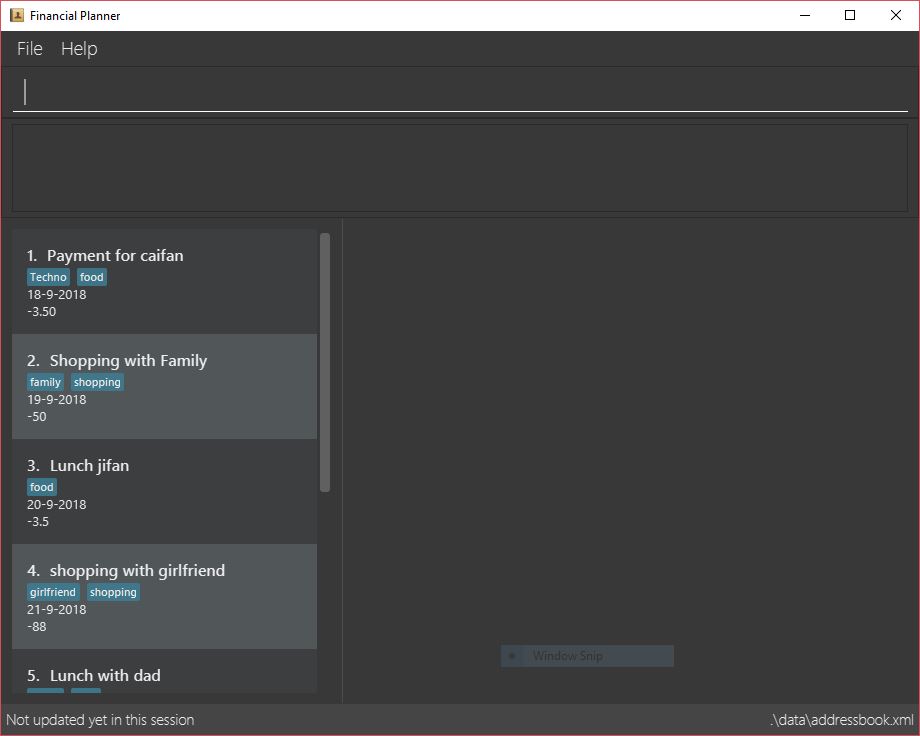 Financial Planner
File Help
1. Payment for caifan
Techno food
18-9-2018
-3.50
2. Shopping with Family
family shopping
19-9-2018
-50
3. Lunch jifan
food
20-9-2018
-3.5
4. shopping with girlfriend
girlfriend shopping
21-9-2018
-88
5. Lunch with dad
Window Snip
Not updated yet in this session .\data\addressbook.xml